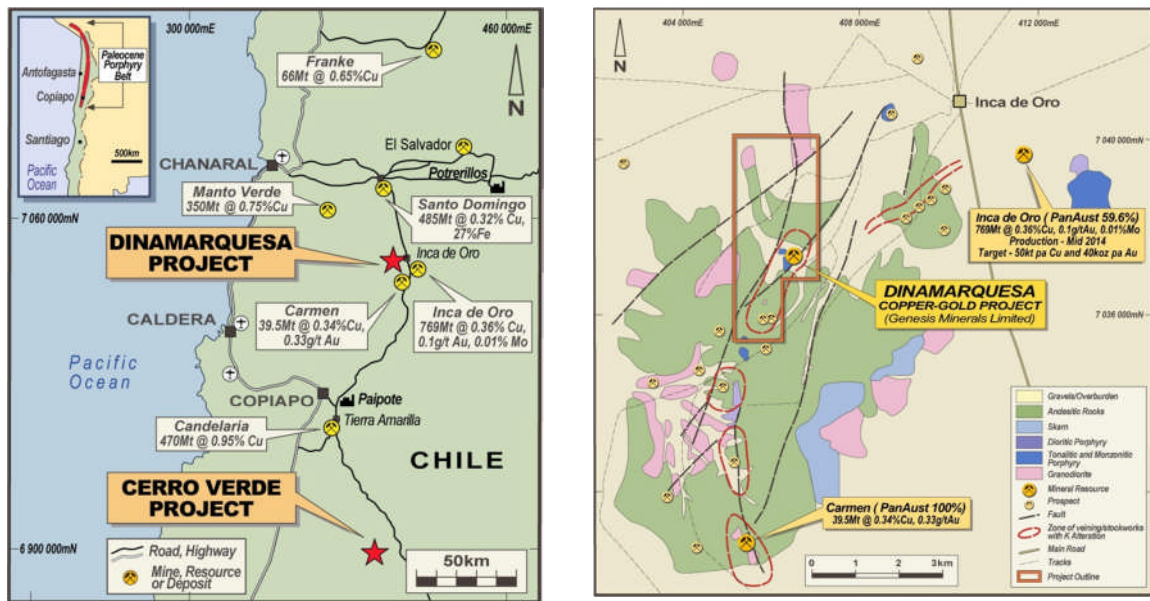 300 000mE
460 000mE
Paleocene
Porphyry
Belt
Antofagasta
Copiapo
Santiago
500km
Pacific
Ocean
Franke
66Mt @ 0.65%Cu
N
El Salvador
CHANARAL
Potrerillos
Manto Verde
350Mt @ 0.75%Cu
Santo Domingo
485Mt @ 0.32% Cu,
27%Fe
7 060 000mN
DINAMARQUESA
PROJECT
Inca de Oro
Carmen
39.5Mt @ 0.34%Cu,
0.33g/t Au
Inca de Oro
769Mt @ 0.36% Cu,
0.1g/t Au, 0.01% Mo
CALDERA
Pacific
Ocean
COPIAPO
Paipote
Tierra Amarilla
Candelaria
470Mt @ 0.95% Cu
CHILE
CERRO VERDE
PROJECT
6 900 000mN
Road, Highway
Mine, Resource
or Deposit
50km
404 000mE
408 000mE
412 000mE
N
Inca de Oro
7 040 000mN
Inca de Oro ( PanAust 59.6%)
769Mt @ 0.36%Cu, 0.1g/tAu, 0.01%Mo
Production - Mid 2014
Target - 50kt pa Cu and 40koz pa Au
DINAMARQUESA
COPPER-GOLD PROJECT
(Genesis Minerals Limited)
7 036 000mN
Carmen ( PanAust 100%)
39.5Mt @ 0.34%Cu, 0.33g/tAu
0 1 2 3km
Gravels/Overburden
Andesitic Rocks
Skarn
Dioritic Porphyry
Tonalitic and Monzonitic
Porphyry
Granodiorite
Mineral Resource
Prospect
Fault
Zone of veining/stockworks
with K Alteration
Main Road
Tracks
Project Outline